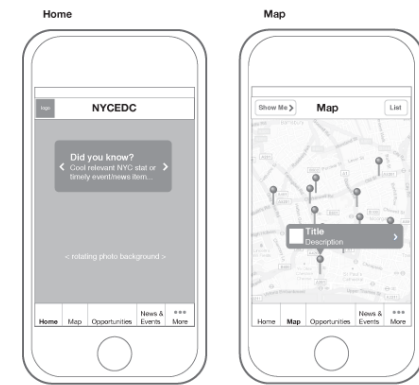 Home
NYCEDC
Did you know?
Cool relevant NYC stat or
timely event/news item...
< rotating photo background >
Home Map Opportunities News & Events More
Map
Show Me
Map
List
Title
Description
Home Map Opportunities News & Events More